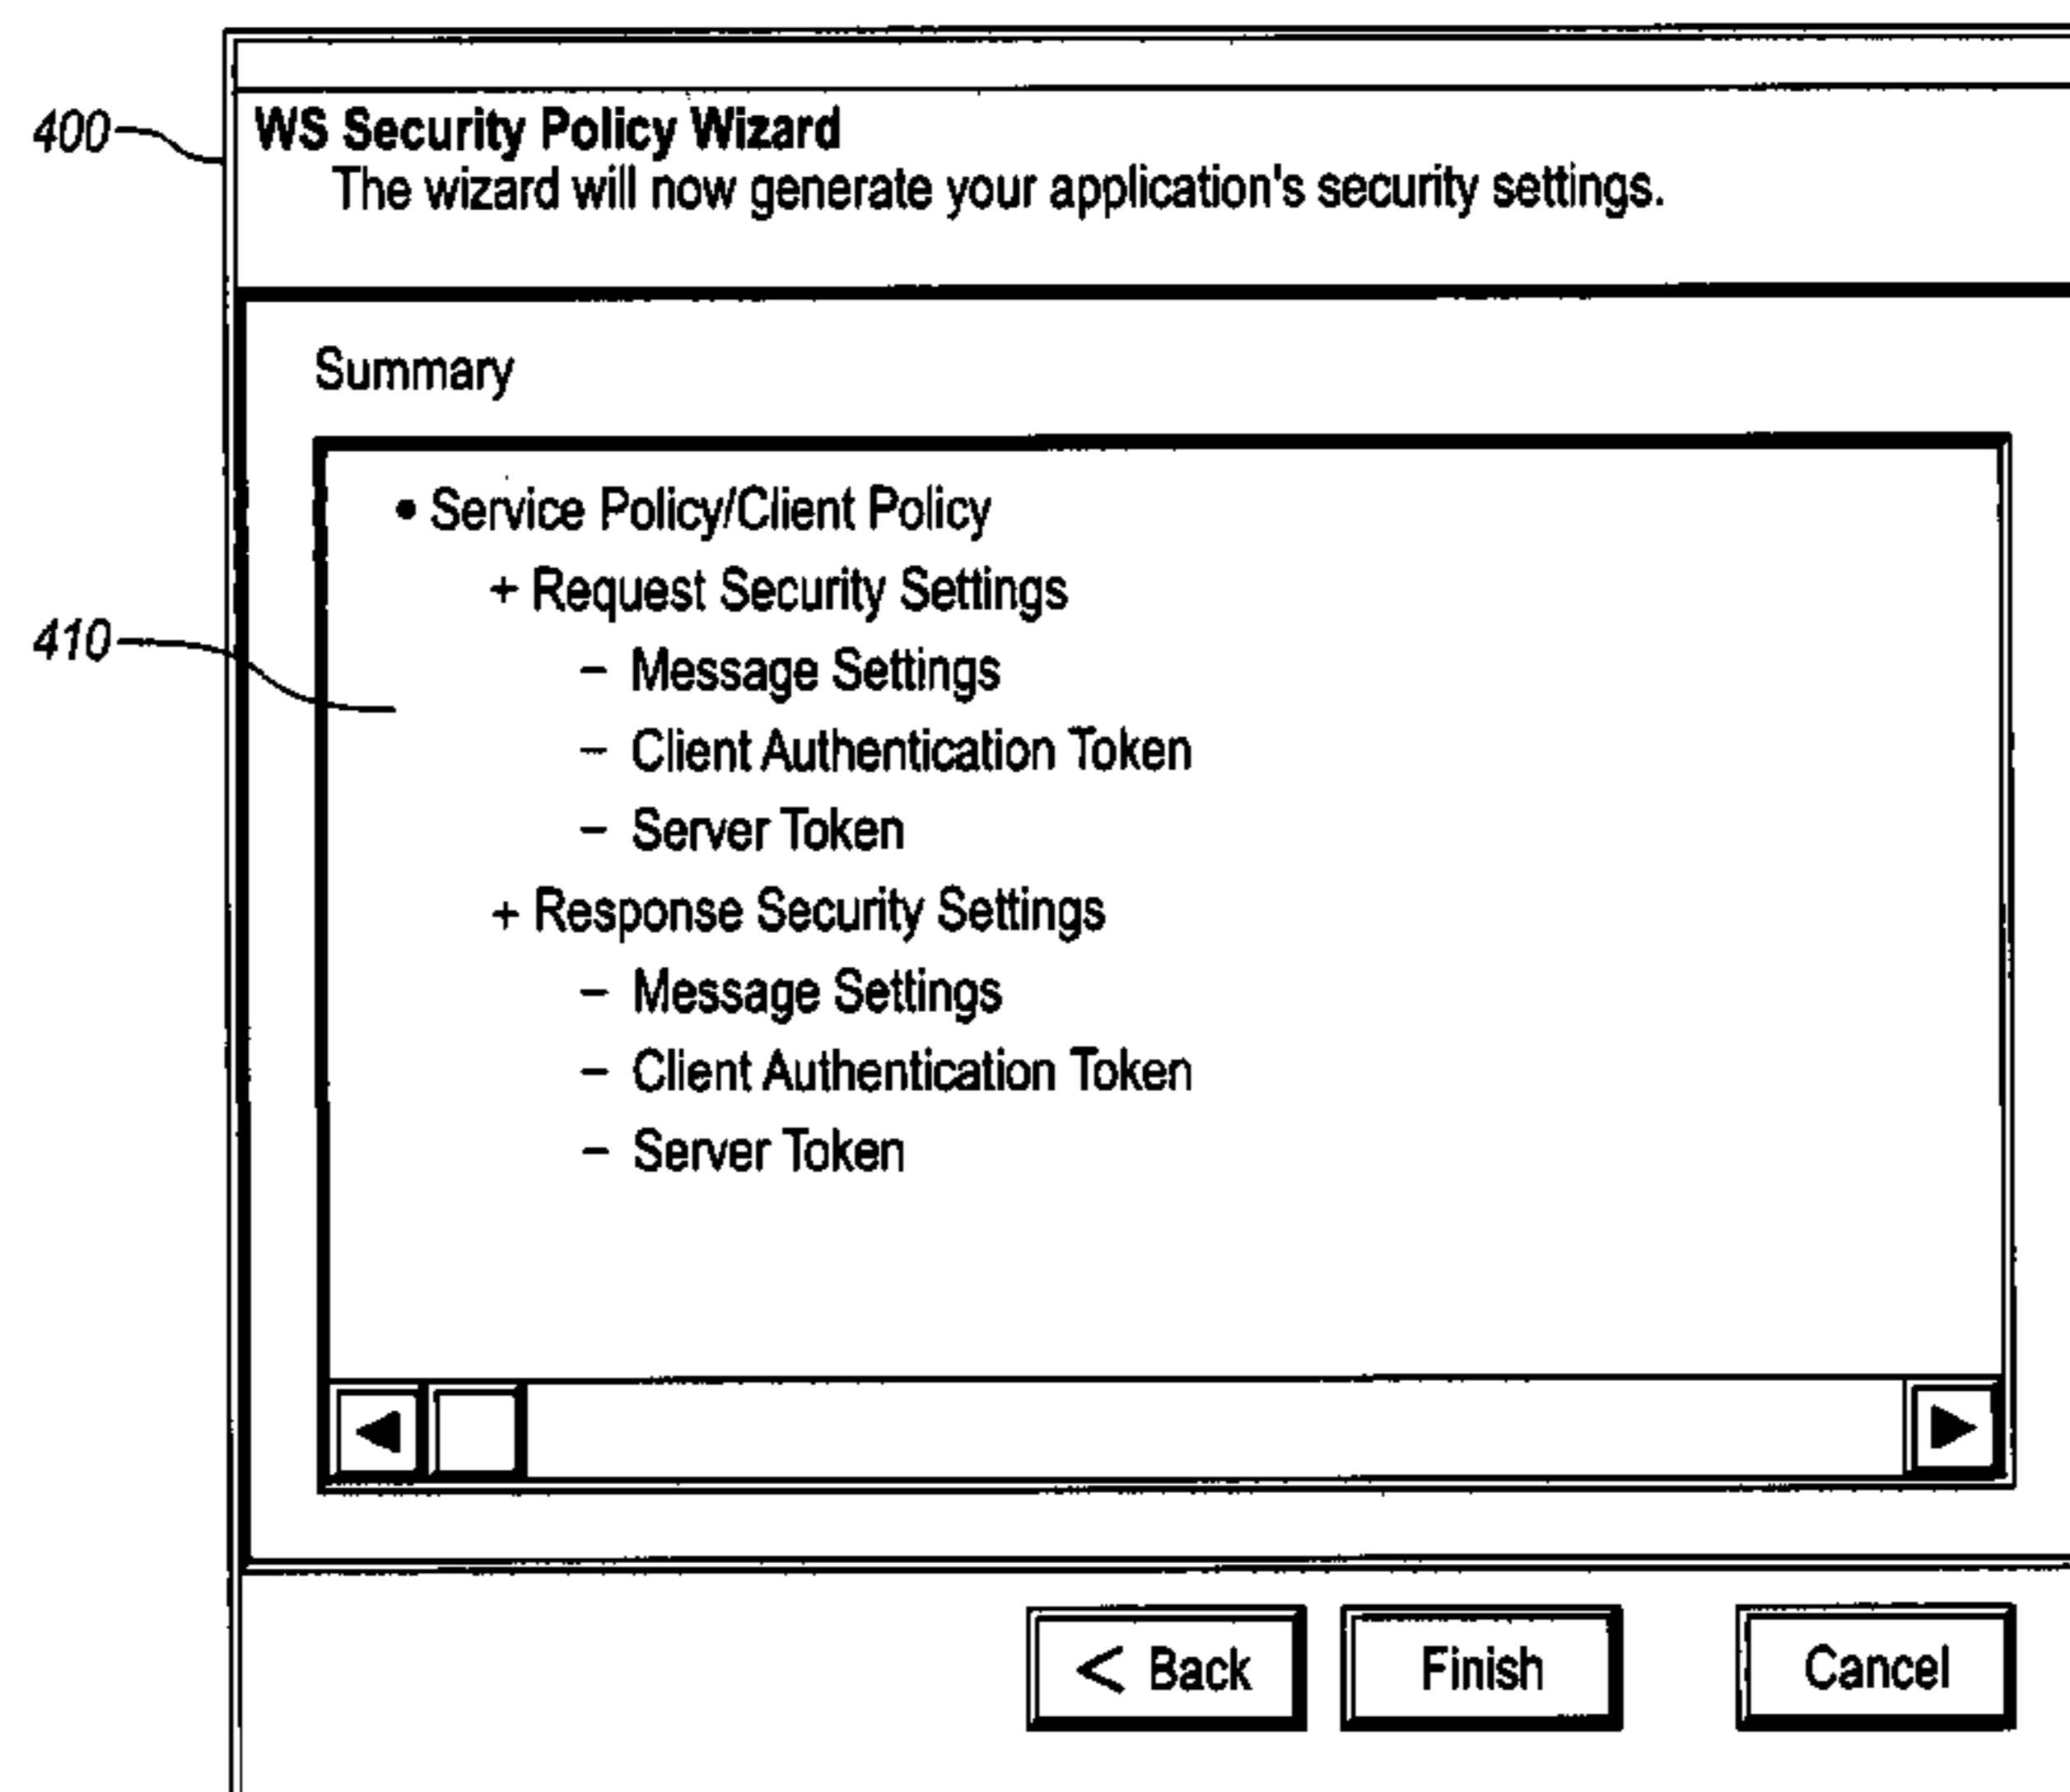 400
WS Security Policy Wizard
The wizard will now generate your application's security settings.
Summary
• Service Policy/Client Policy
+ Request Security Settings
410
– Message Settings
– Client Authentication Token
– Server Token
+ Response Security Settings
– Message Settings
– Client Authentication Token
– Server Token
< Back Finish Cancel